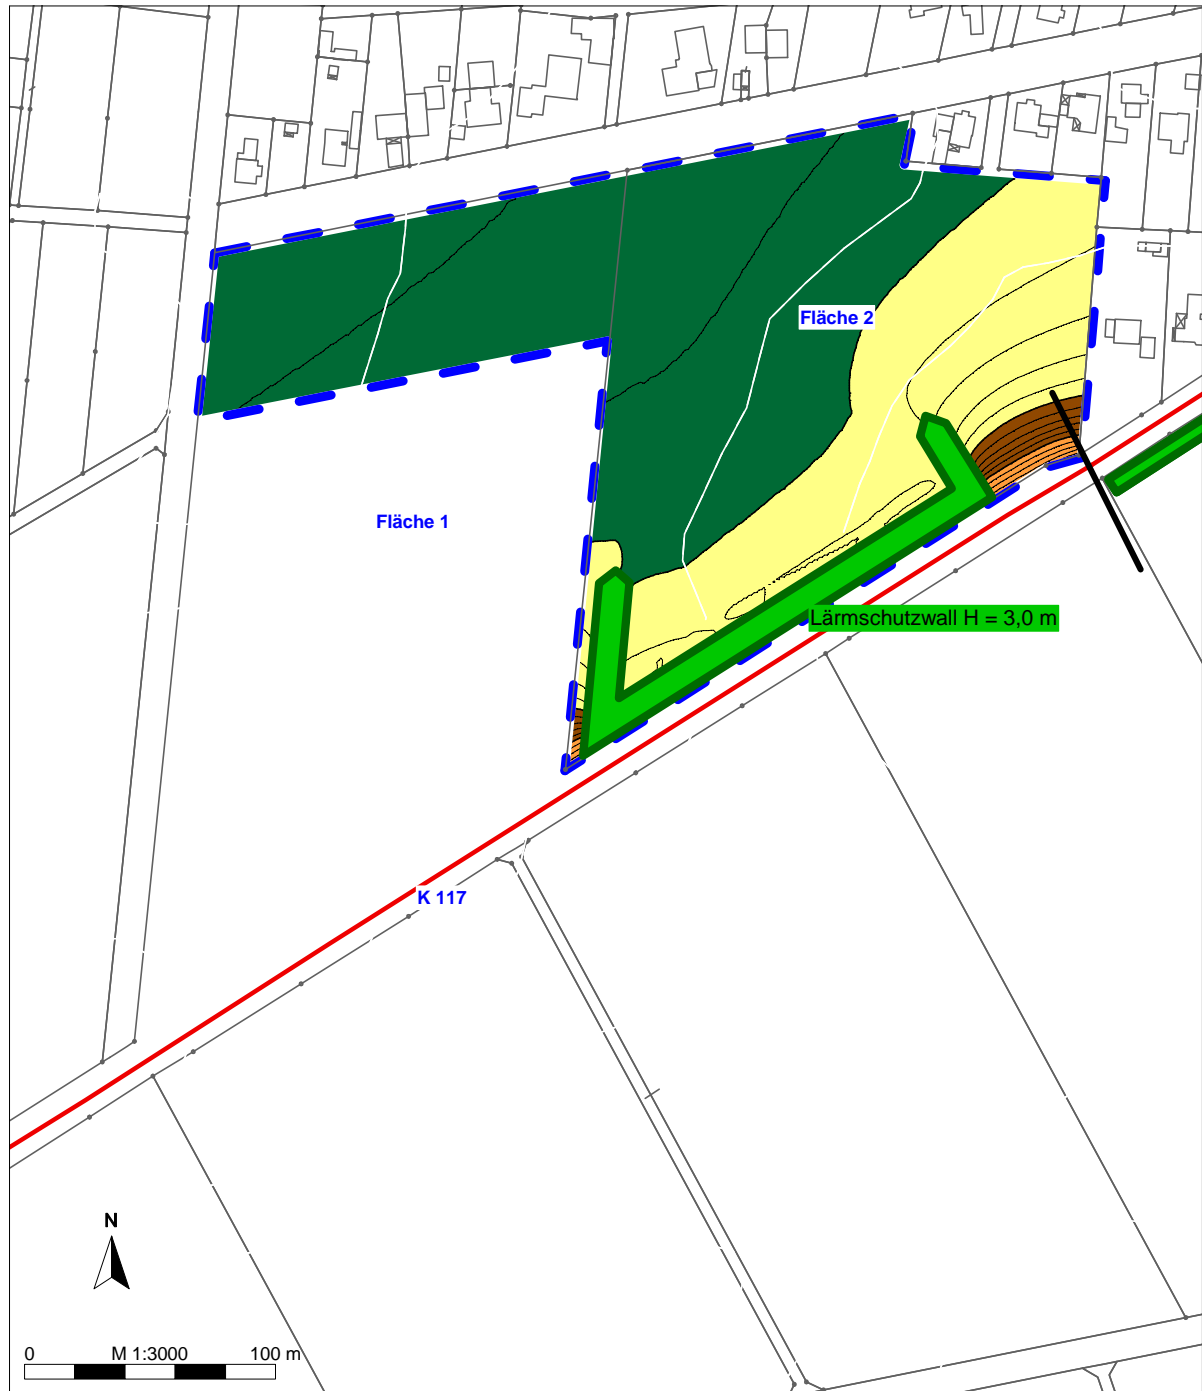 Fläche 2
Fläche 1
Lärmschutzwall H = 3,0 m
K 117
N
0 M 1:3000 100 m